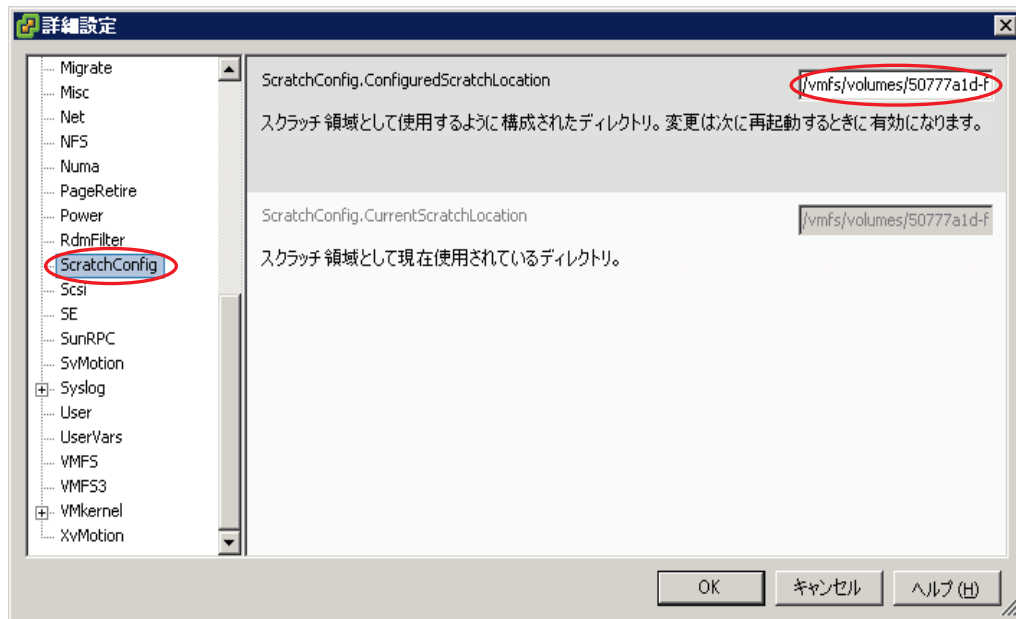 詳細設定
Migrate
Misc
Net
NFS
Numa
PageRetire
Power
RdmFilter
ScratchConfig
Scsi
SE
SunRPC
SvMotion
Syslog
User
UserVars
VMFS
VMFS3
VMkernel
XvMotion
ScratchConfig.ConfiguredScratchLocation
/vmfs/volumes/50777a1d-f
スクラッチ領域として使用するように構成されたディレクトリ。変更は次に再起動するときに有効になります。
ScratchConfig.CurrentScratchLocation
/vmfs/volumes/50777a1d-f
スクラッチ領域として現在使用されているディレクトリ。
OK
キャンセル
ヘルプ(H)